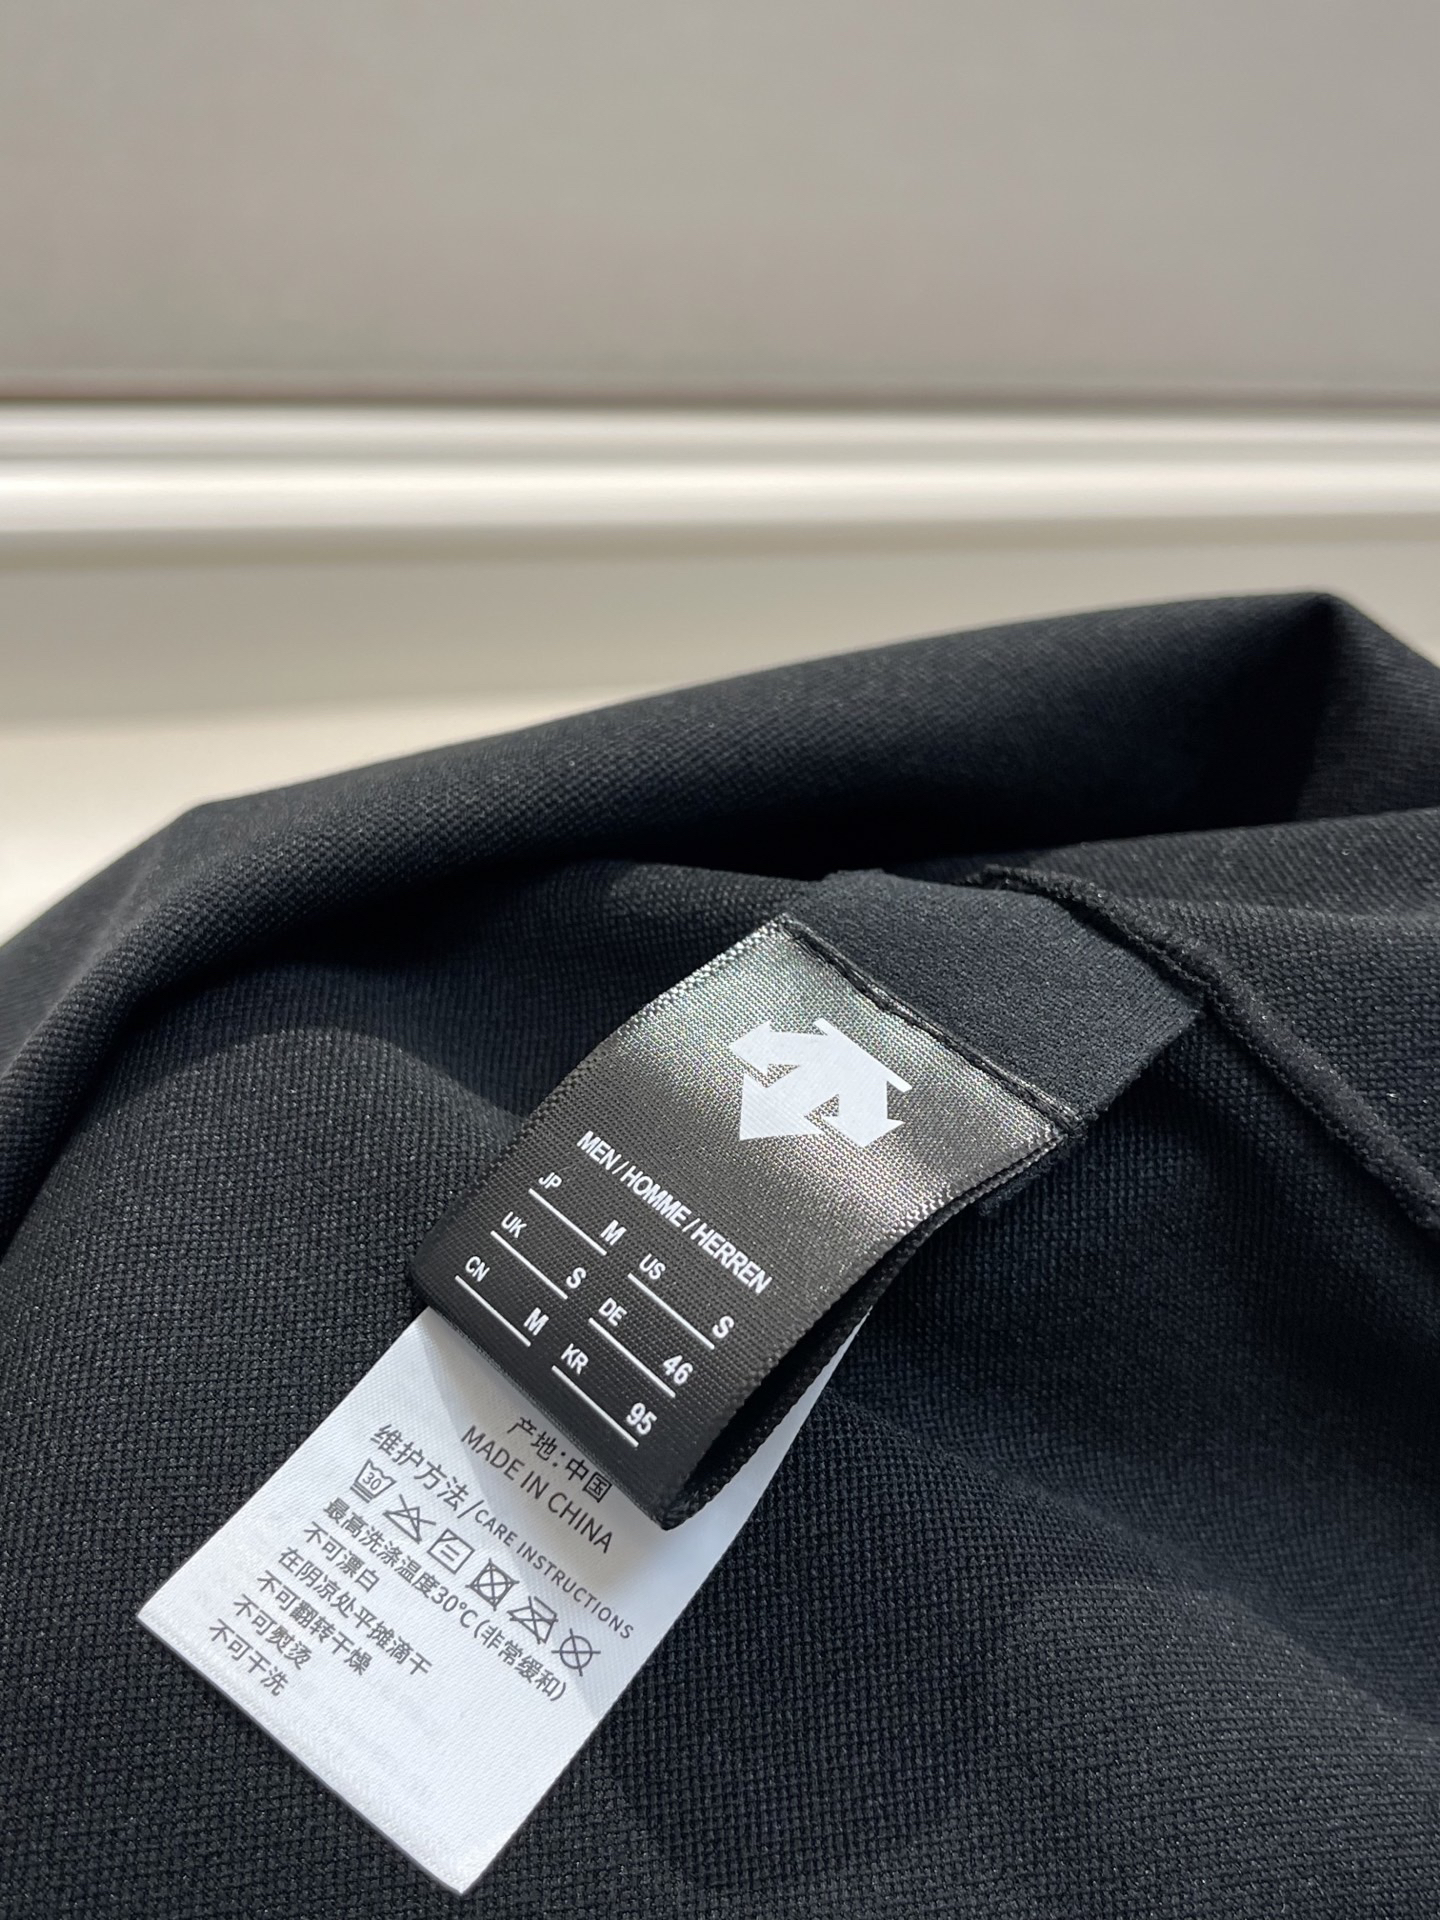 MEN/HOMME/HERREN
JP M US S
UK S DE 46
CN M KR 95
产地:中国
MADE IN CHINA
维护方法/CARE INSTRUCTIONS
30
最高洗涤温度30℃(非常缓和)
不可漂白
在阴凉处平摊滴干
不可翻转干燥
不可熨烫
不可干洗